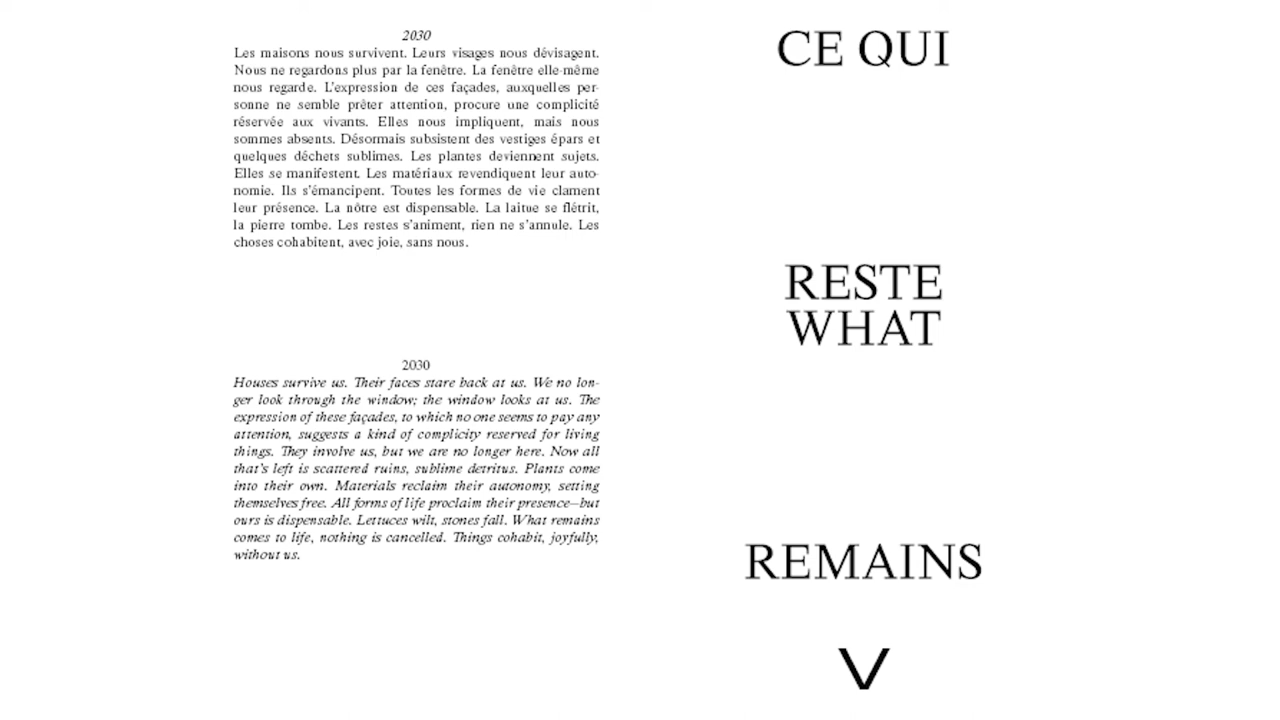 2030
Les maisons nous survivent. Leurs visages nous dévisagent.
Nous ne regardons plus par la fenêtre. La fenêtre elle-même
nous regarde. L'expression de ces façades, auxquelles per-
sonne ne semble prêter attention, procure une complicité
réservée aux vivants. Elles nous impliquent, mais nous
sommes absents. Désormais subsistent des vestiges épars et
quelques déchets sublimes. Les plantes deviennent sujets.
Elles se manifestent. Les matériaux revendiquent leur auto-
nomie. Ils s'émancipent. Toutes les formes de vie clament
leur présence. La nôtre est dispensable. La laitue se flétrit,
la pierre tombe. Les restes s'animent, rien ne s'annule. Les
choses cohabitent, avec joie, sans nous.
2030
Houses survive us. Their faces stare back at us. We no lon-
ger look through the window; the window looks at us. The
expression of these façades, to which no one seems to pay any
attention, suggests a kind of complicity reserved for living
things. They involve us, but we are no longer here. Now all
that's left is scattered ruins, sublime detritus. Plants come
into their own. Materials reclaim their autonomy, setting
themselves free. All forms of life proclaim their presence—but
ours is dispensable. Lettuces wilt, stones fall. What remains
comes to life, nothing is cancelled. Things cohabit, joyfully,
without us.
CE QUI
RESTE
WHAT
REMAINS
V